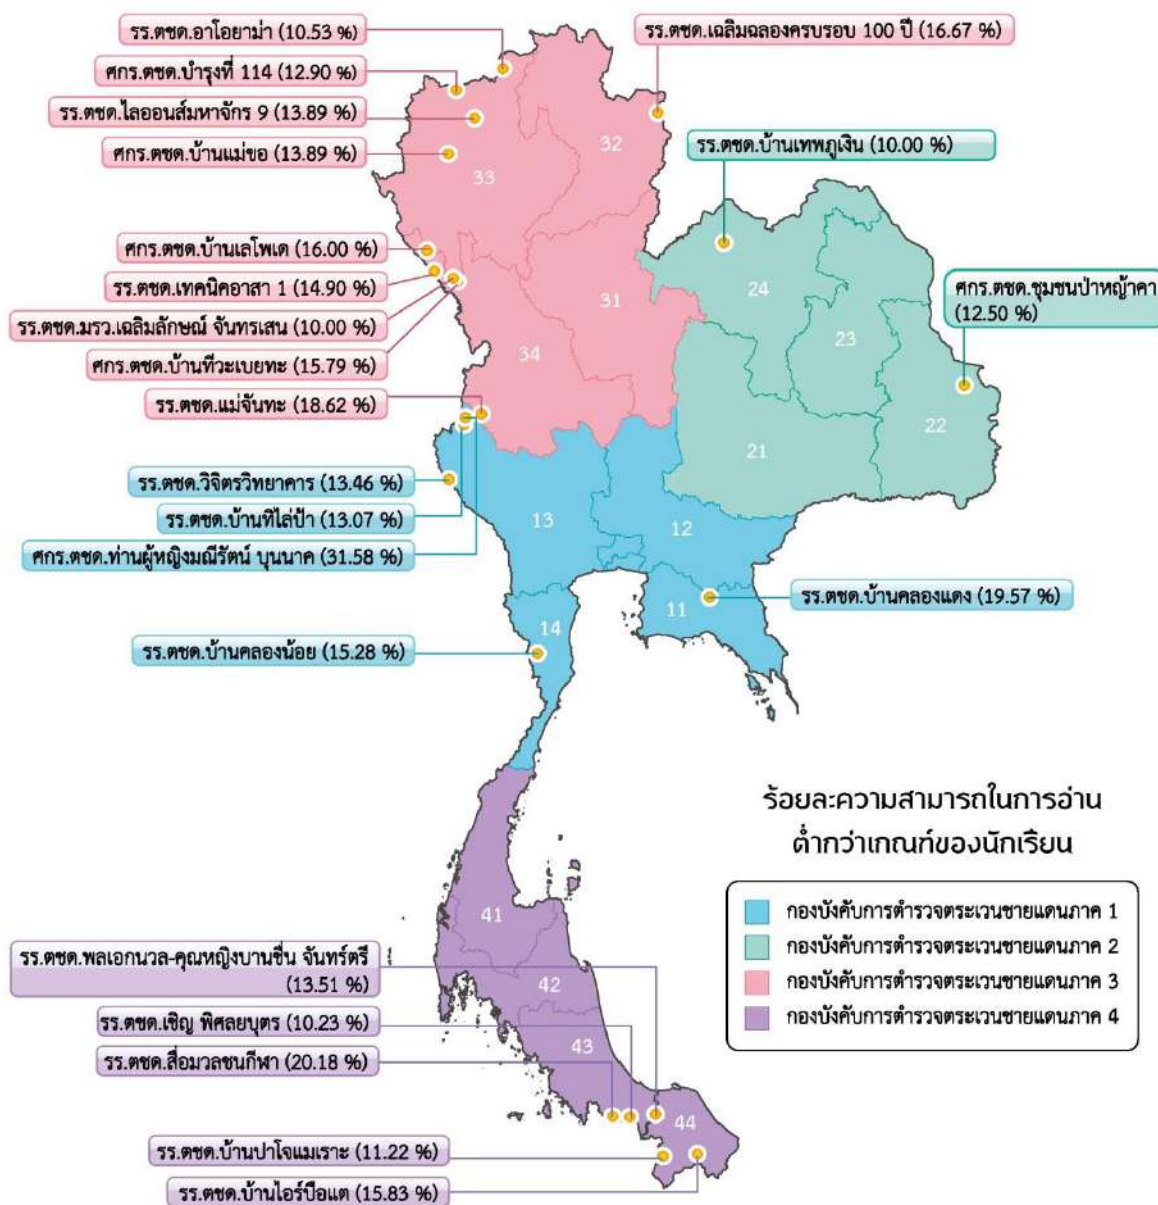 รร.ตชด.อาโอยาม่า (10.53 %)
รร.ตชด.เฉลิมฉลองครบรอบ 100 ปี (16.67 %)
ศกร.ตชด.บำรุงที่ 114 (12.90 %)
รร.ตชด.ไลออนส์มหาจักร 9 (13.89 %)
ศกร.ตชด.บ้านแม่ขอ (13.89 %)
รร.ตชด.บ้านเทพภูเงิน (10.00 %)
32
33
ศกร.ตชด.บ้านเลโพเด (16.00 %)
รร.ตชด.เทคนิคอาสา 1 (14.90 %)
รร.ตชด.มรว.เฉลิมลักษณ์ จันทรเสน (10.00 %)
ศกร.ตชด.บ้านทีวะเบยทะ (15.79 %)
รร.ตชด.แม่จันทะ (18.62 %)
31
34
24
23
22
21
ศกร.ตชด.ชุมชนป่าหญ้าคา
(12.50 %)
รร.ตชด.วิจิตรวิทยาคาร (13.46 %)
รร.ตชด.บ้านทิไล่ป้า (13.07 %)
ศกร.ตชด.ท่านผู้หญิงมณีรัตน์ บุนนาค (31.58 %)
13
12
11
14
รร.ตชด.บ้านคลองแดง (19.57 %)
รร.ตชด.บ้านคลองน้อย (15.28 %)
ร้อยละความสามารถในการอ่าน
ต่ำกว่าเกณฑ์ของนักเรียน
กองบังคับการตำรวจตระเวนชายแดนภาค 1
กองบังคับการตำรวจตระเวนชายแดนภาค 2
กองบังคับการตำรวจตระเวนชายแดนภาค 3
กองบังคับการตำรวจตระเวนชายแดนภาค 4
41
42
43
44
รร.ตชด.พลเอกนวล-คุณหญิงบานชื่น จันทร์ตรี
(13.51 %)
รร.ตชด.เชิญ พิศลยบุตร (10.23 %)
รร.ตชด.สื่อมวลชนกีฬา (20.18 %)
รร.ตชด.บ้านปาโจแมเราะ (11.22 %)
รร.ตชด.บ้านไอร์บือแต (15.83 %)